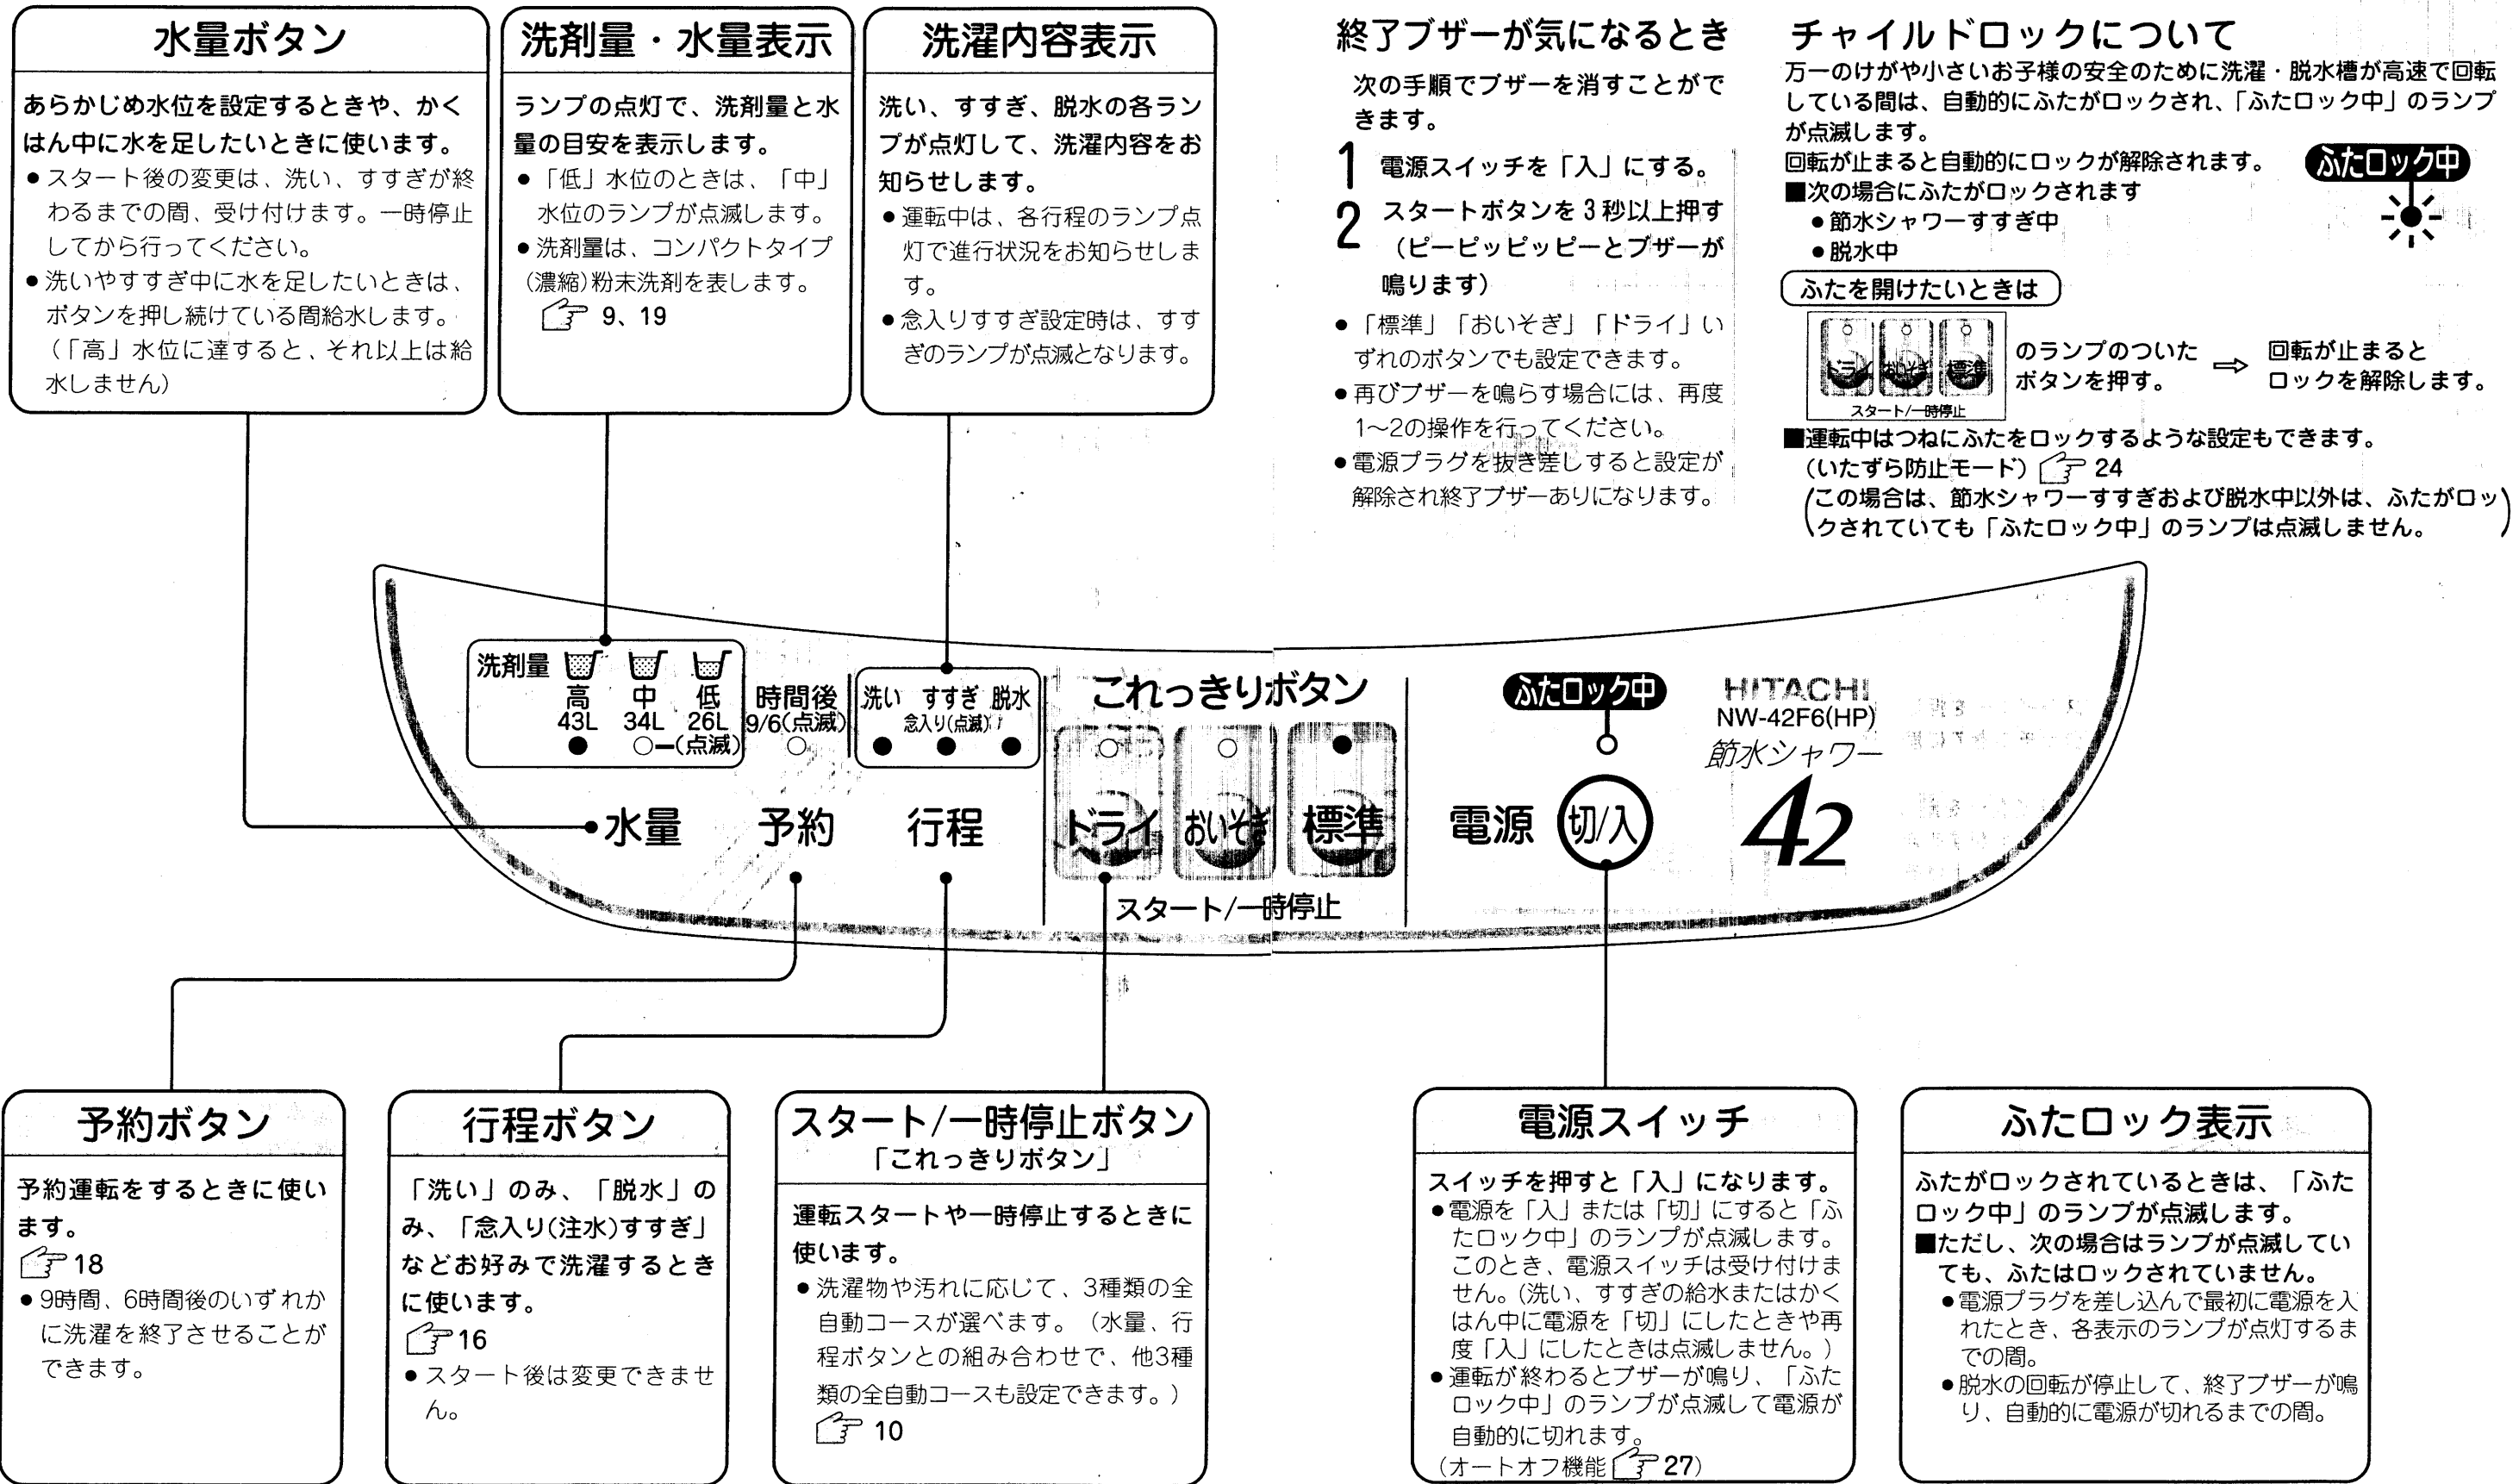 水量ボタン
あらかじめ水位を設定するときや、かく
はん中に水を足したいときに使います。
●スタート後の変更は、洗い、すすぎが終
わるまでの間、受け付けます。一時停止
してから行ってください。
●洗いやすすぎ中に水を足したいときは、
ボタンを押し続けている間給水します。
(「高」水位に達すると、それ以上は給
水しません)
洗剤量・水量表示
ランプの点灯で、洗剤量と水
量の目安を表示します。
●「低」水位のときは、「中」
水位のランプが点滅します。
●洗剤量は、コンパクトタイプ
(濃縮)粉末洗剤を表します。
9、19
洗濯内容表示
洗い、すすぎ、脱水の各ラン
プが点灯して、洗濯内容をお
知らせします。
●運転中は、各行程のランプ点
灯で進行状況をお知らせしま
す。
●念入りすすぎ設定時は、すす
ぎのランプが点滅となります。
終了ブザーが気になるとき
次の手順でブザーを消すことがで
きます。
1 電源スイッチを「入」にする。
2 スタートボタンを3秒以上押す
(ピーピッピッピーとブザーが
鳴ります)
●「標準」「おいそぎ」「ドライ」い
ずれのボタンでも設定できます。
●再びブザーを鳴らす場合には、再度
1〜2の操作を行ってください。
●電源プラグを抜き差しすると設定が
解除され終了ブザーありになります。
チャイルドロックについて
万一のけがや小さいお子様の安全のために洗濯・脱水槽が高速で回転
している間は、自動的にふたがロックされ、「ふたロック中」のランプ
が点滅します。
回転が止まると自動的にロックが解除されます。
ふたロック中
■次の場合にふたがロックされます
●節水シャワーすすぎ中
●脱水中
ふたを開けたいときは
ドライ おいそぎ 標準
スタート/一時停止
のランプのついた
ボタンを押す。
⇨
回転が止まると
ロックを解除します。
■運転中はつねにふたをロックするような設定もできます。
(いたずら防止モード) 24
(この場合は、節水シャワーすすぎおよび脱水中以外は、ふたがロッ
クされていても「ふたロック中」のランプは点滅しません。)
洗剤量
高 中 低
43L 34L 26L
(点滅)
時間後
9/6(点滅)
洗い すすぎ 脱水
念入り(点滅)
これっきりボタン
ふたロック中
HITACHI
NW-42F6(HP)
節水シャワー
42
水量 予約 行程
ドライ おいそぎ 標準
スタート/一時停止
電源 切/入
予約ボタン
予約運転をするときに使い
ます。
18
●9時間、6時間後のいずれか
に洗濯を終了させることが
できます。
行程ボタン
「洗い」のみ、「脱水」の
み、「念入り(注水)すすぎ」
などお好みで洗濯するとき
に使います。
16
●スタート後は変更できませ
ん。
スタート/一時停止ボタン
「これっきりボタン」
運転スタートや一時停止するときに
使います。
●洗濯物や汚れに応じて、3種類の全
自動コースが選べます。(水量、行
程ボタンとの組み合わせで、他3種
類の全自動コースも設定できます。)
10
電源スイッチ
スイッチを押すと「入」になります。
●電源を「入」または「切」にすると「ふ
たロック中」のランプが点滅します。
このとき、電源スイッチは受け付けま
せん。(洗い、すすぎの給水またはかく
はん中に電源を「切」にしたときや再
度「入」にしたときは点滅しません。)
●運転が終わるとブザーが鳴り、「ふた
ロック中」のランプが点滅して電源が
自動的に切れます。
(オートオフ機能 27)
ふたロック表示
ふたがロックされているときは、「ふた
ロック中」のランプが点滅します。
■ただし、次の場合はランプが点滅してい
ても、ふたはロックされていません。
●電源プラグを差し込んで最初に電源を入
れたとき、各表示のランプが点灯するま
での間。
●脱水の回転が停止して、終了ブザーが鳴
り、自動的に電源が切れるまでの間。